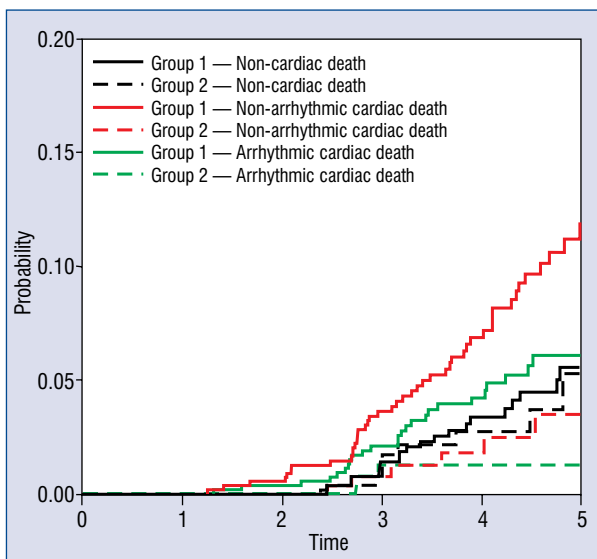 0.20
0.15
0.10
0.05
0.00
Probability
Group 1 — Non-cardiac death
Group 2 — Non-cardiac death
Group 1 — Non-arrhythmic cardiac death
Group 2 — Non-arrhythmic cardiac death
Group 1 — Arrhythmic cardiac death
Group 2 — Arrhythmic cardiac death
0 1 2 3 4 5
Time